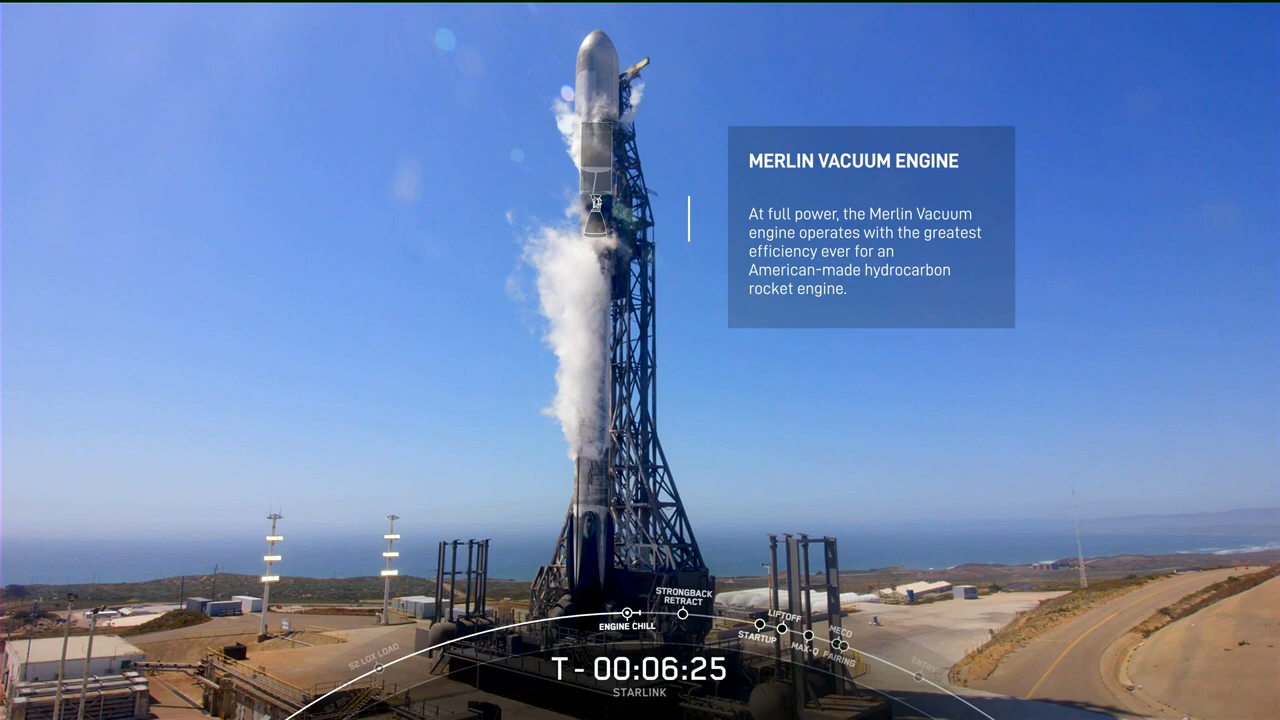 MERLIN VACUUM ENGINE
At full power, the Merlin Vacuum
engine operates with the greatest
efficiency ever for an
American-made hydrocarbon
rocket engine.
S2 LOX LOAD
ENGINE CHILL
STRONGBACK
RETRACT
STARTUP
LIFTOFF
MAX-Q
MECO
FAIRING
ENTRY
T - 00:06:25
STARLINK